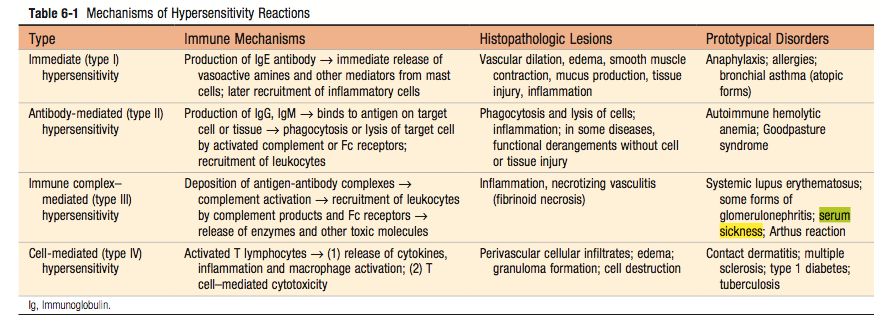 Table 6-1 Mechanisms of Hypersensitivity Reactions
Type Immune Mechanisms Histopathologic Lesions Prototypical Disorders
Immediate (type I) Production of IgE antibody → immediate release of Vascular dilation, edema, smooth muscle Anaphylaxis; allergies;
hypersensitivity vasoactive amines and other mediators from mast contraction, mucus production, tissue bronchial asthma (atopic
cells; later recruitment of inflammatory cells injury, inflammation forms)
Antibody-mediated (type II) Production of IgG, IgM → binds to antigen on target Phagocytosis and lysis of cells; Autoimmune hemolytic
hypersensitivity cell or tissue → phagocytosis or lysis of target cell inflammation; in some diseases, anemia; Goodpasture
by activated complement or Fc receptors; functional derangements without cell syndrome
recruitment of leukocytes or tissue injury
Immune complex– Deposition of antigen-antibody complexes → Inflammation, necrotizing vasculitis Systemic lupus erythematosus;
mediated (type III) complement activation → recruitment of leukocytes (fibrinoid necrosis) some forms of
hypersensitivity by complement products and Fc receptors → glomerulonephritis; serum
release of enzymes and other toxic molecules sickness; Arthus reaction
Cell-mediated (type IV) Activated T lymphocytes → (1) release of cytokines, Perivascular cellular infiltrates; edema; Contact dermatitis; multiple
hypersensitivity inflammation and macrophage activation; (2) T granuloma formation; cell destruction sclerosis; type 1 diabetes;
cell–mediated cytotoxicity tuberculosis
Ig, Immunoglobulin.